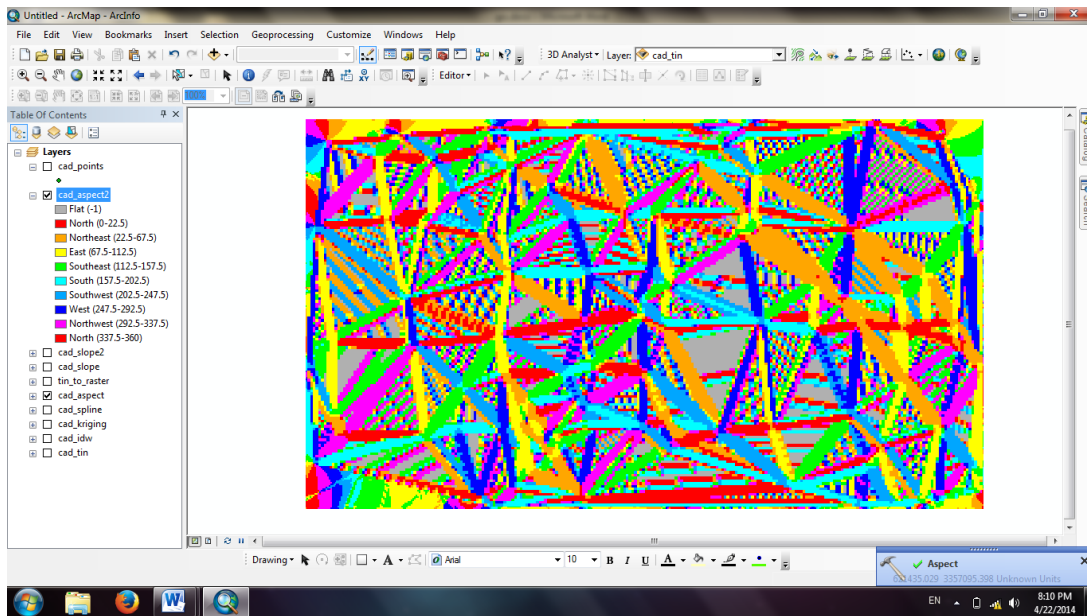 Untitled - ArcMap - ArcInfo
File Edit View Bookmarks Insert Selection Geoprocessing Customize Windows Help
3D Analyst Layer: cad_tin
Editor
100%
Table Of Contents
Layers
cad_points
cad_aspect2
Flat (-1)
North (0-22.5)
Northeast (22.5-67.5)
East (67.5-112.5)
Southeast (112.5-157.5)
South (157.5-202.5)
Southwest (202.5-247.5)
West (247.5-292.5)
Northwest (292.5-337.5)
North (337.5-360)
cad_slope2
cad_slope
tin_to_raster
cad_aspect
cad_spline
cad_kriging
cad_idw
cad_tin
Drawing A Arial 10 B I U A
Aspect
3357095.398 Unknown Units
EN
8:10 PM
4/22/2014